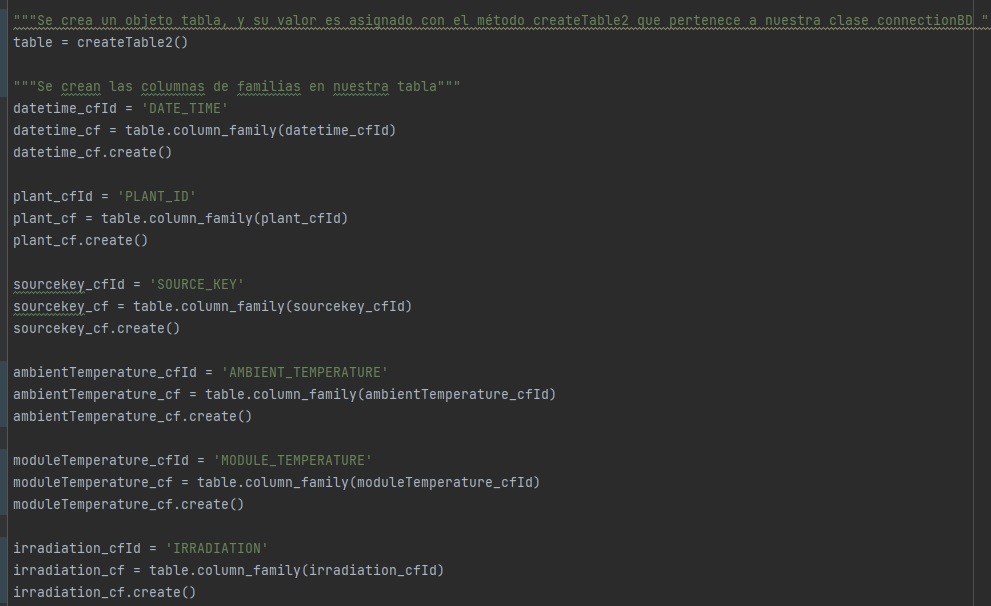 """Se crea un objeto tabla, y su valor es asignado con el método createTable2 que pertenece a nuestra clase connectionBD "
table = createTable2()
"""Se crean las columnas de familias en nuestra tabla"""
datetime_cfId = 'DATE_TIME'
datetime_cf = table.column_family(datetime_cfId)
datetime_cf.create()
plant_cfId = 'PLANT_ID'
plant_cf = table.column_family(plant_cfId)
plant_cf.create()
sourcekey_cfId = 'SOURCE_KEY'
sourcekey_cf = table.column_family(sourcekey_cfId)
sourcekey_cf.create()
ambientTemperature_cfId = 'AMBIENT_TEMPERATURE'
ambientTemperature_cf = table.column_family(ambientTemperature_cfId)
ambientTemperature_cf.create()
moduleTemperature_cfId = 'MODULE_TEMPERATURE'
moduleTemperature_cf = table.column_family(moduleTemperature_cfId)
moduleTemperature_cf.create()
irradiation_cfId = 'IRRADIATION'
irradiation_cf = table.column_family(irradiation_cfId)
irradiation_cf.create()